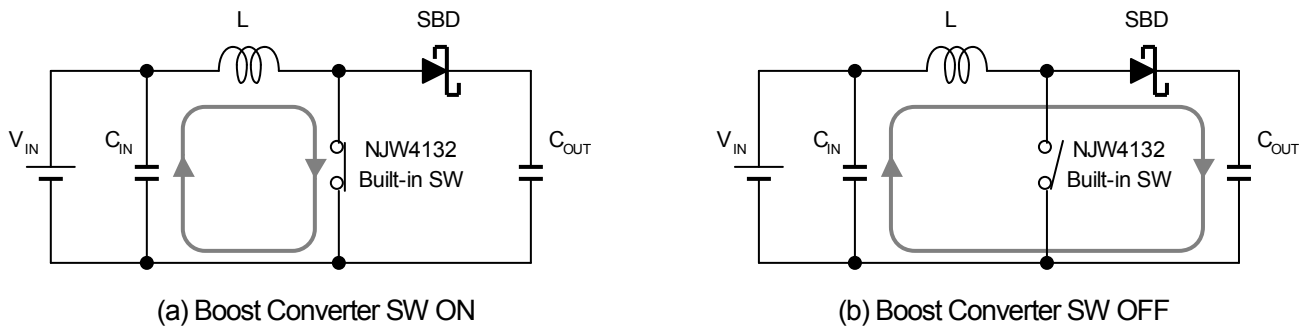 L
SBD
V_IN
C_IN
NJW4132
Built-in SW
C_OUT
(a) Boost Converter SW ON
L
SBD
V_IN
C_IN
NJW4132
Built-in SW
C_OUT
(b) Boost Converter SW OFF